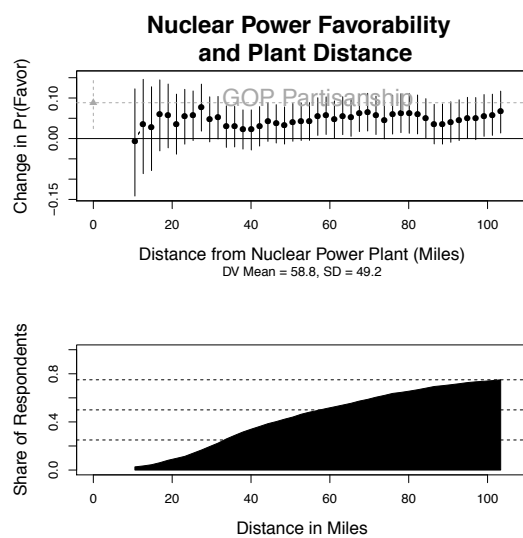 Nuclear Power Favorability
and Plant Distance
Change in Pr(Favor)
0.10
0.00
−0.15
GOP Partisanship
0 20 40 60 80 100
Distance from Nuclear Power Plant (Miles)
DV Mean = 58.8, SD = 49.2
Share of Respondents
0.8
0.4
0.0
0 20 40 60 80 100
Distance in Miles